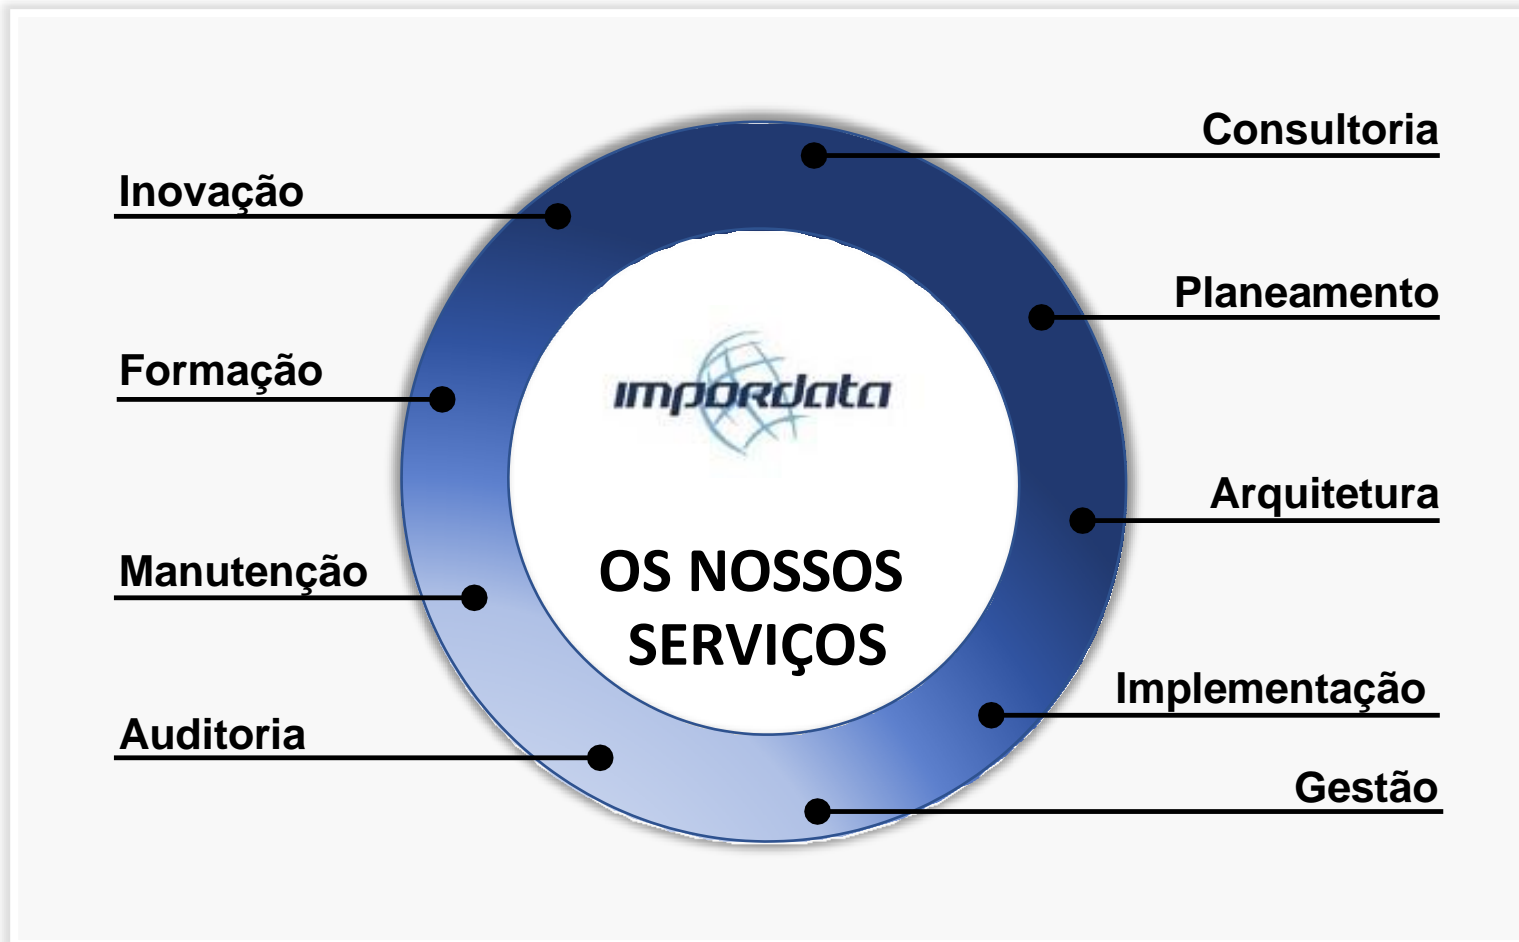 Consultoria
Inovação
Planeamento
Formação
impordata
Arquitetura
OS NOSSOS
Manutenção
SERVIÇOS
Implementação
Auditoria
Gestão